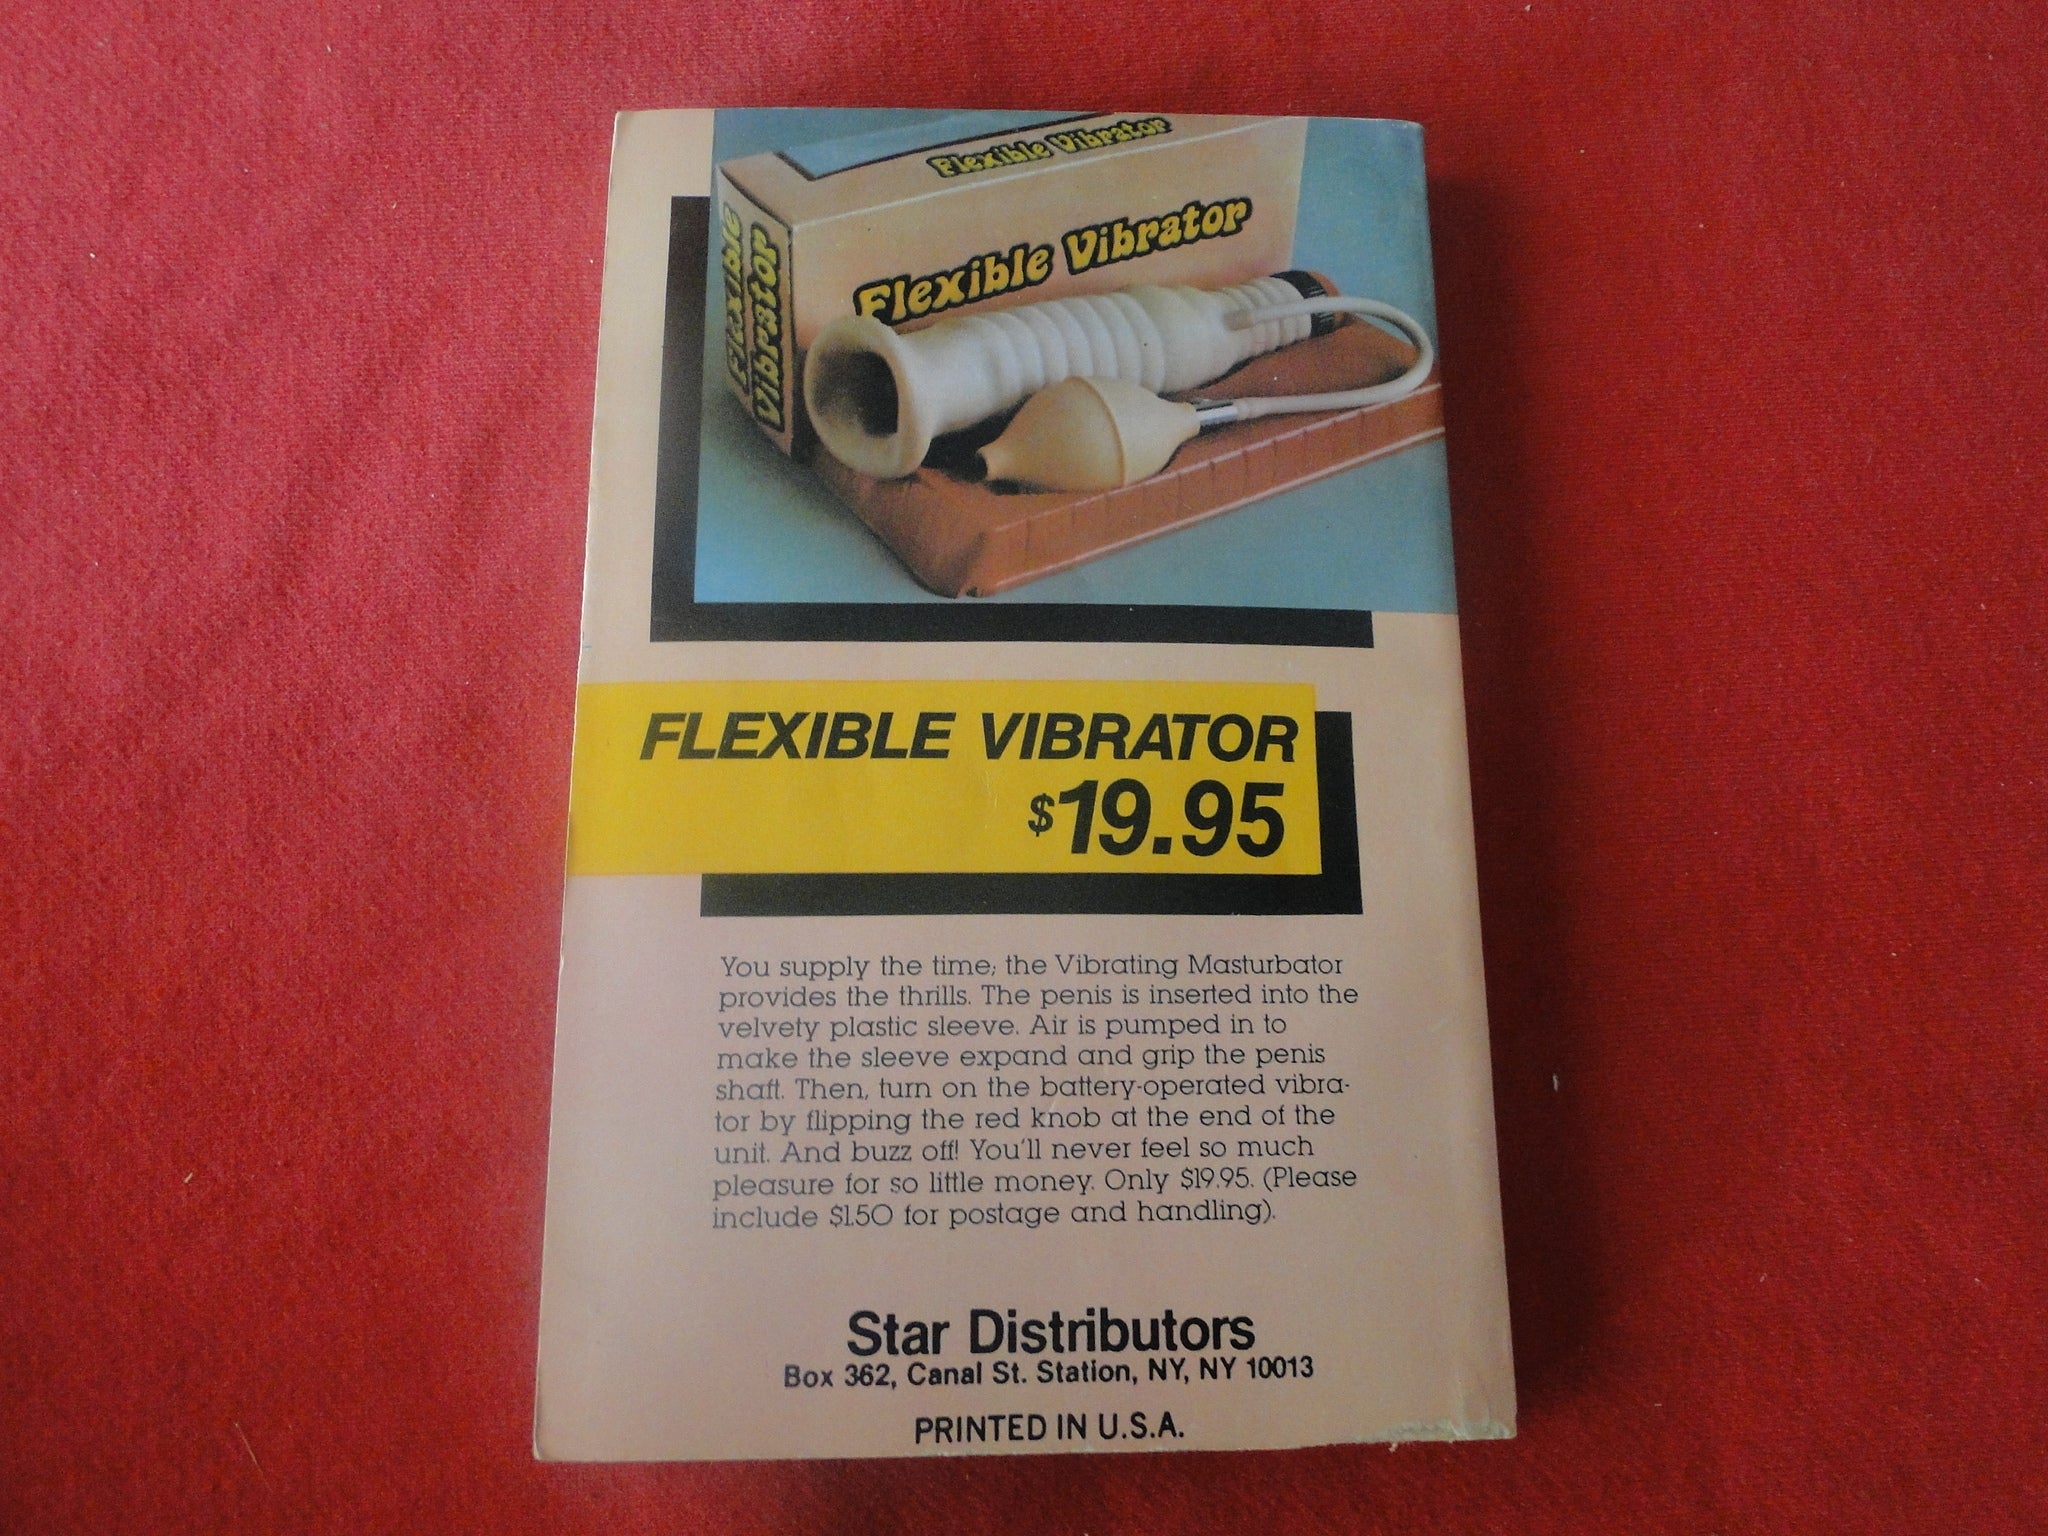 Flexible Vibrator
Flexible Vibrator
Flexible
Vibrator
FLEXIBLE VIBRATOR
$19.95
You supply the time; the Vibrating Masturbator
provides the thrills. The penis is inserted into the
velvety plastic sleeve. Air is pumped in to
make the sleeve expand and grip the penis
shaft. Then, turn on the battery-operated vibra-
tor by flipping the red knob at the end of the
unit. And buzz off! You'll never feel so much
pleasure for so little money. Only $19.95. (Please
include $1.50 for postage and handling).
Star Distributors
Box 362, Canal St. Station, NY, NY 10013
PRINTED IN U.S.A.